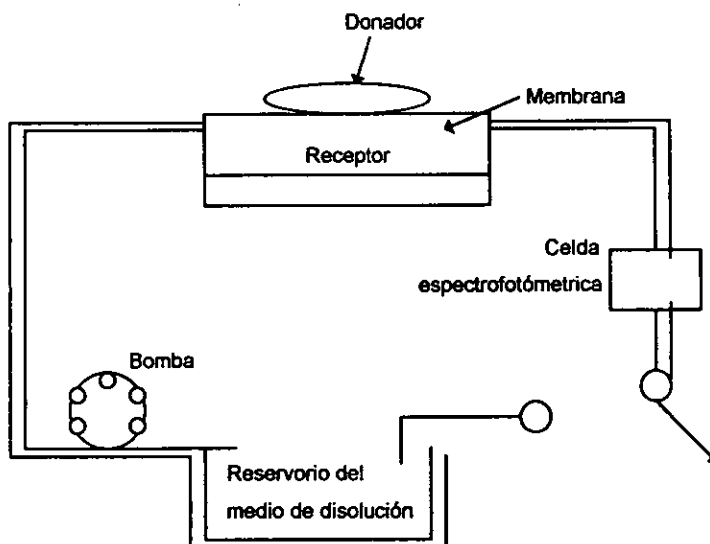 Donador
Membrana
Receptor
Celda
espectrofotómetrica
Bomba
Reservorio del
medio de disolución